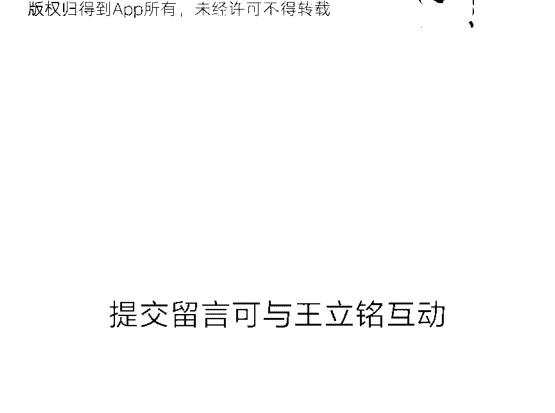 版权归得到App所有，未经许可不得转载
提交留言可与王立铭互动